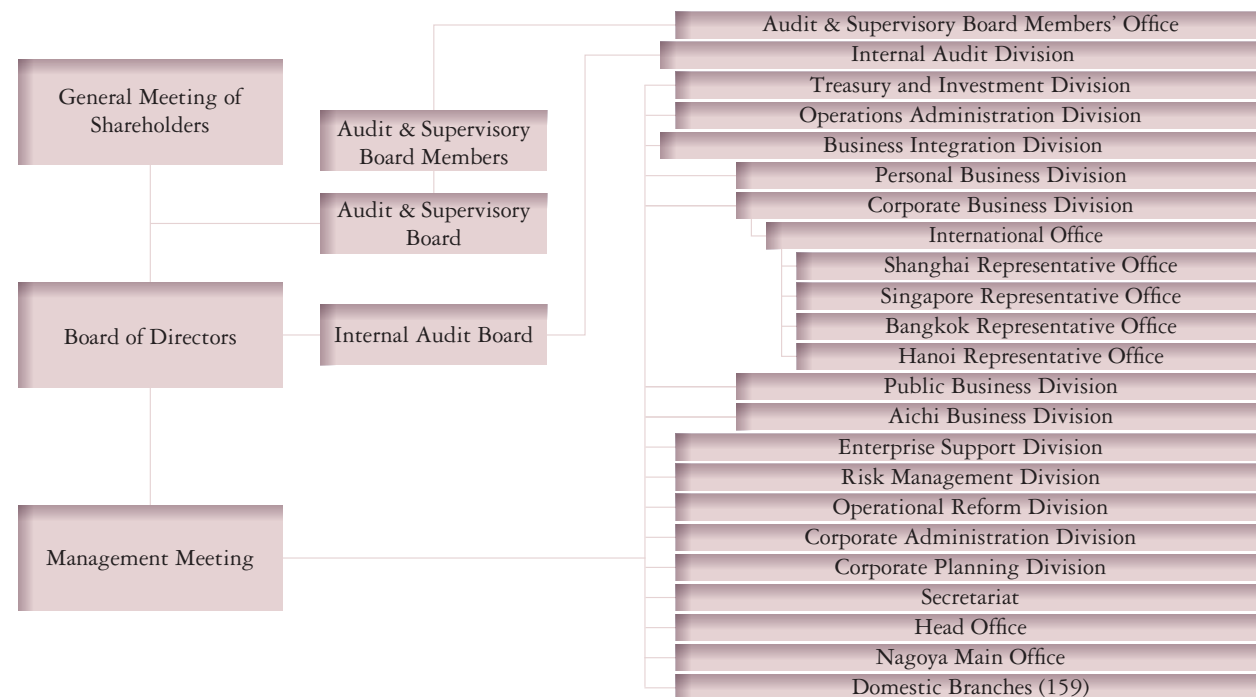 General Meeting of
Shareholders
Board of Directors
Management Meeting
Audit & Supervisory
Board Members
Audit & Supervisory
Board
Internal Audit Board
Audit & Supervisory Board Members’ Office
Internal Audit Division
Treasury and Investment Division
Operations Administration Division
Business Integration Division
Personal Business Division
Corporate Business Division
International Office
Shanghai Representative Office
Singapore Representative Office
Bangkok Representative Office
Hanoi Representative Office
Public Business Division
Aichi Business Division
Enterprise Support Division
Risk Management Division
Operational Reform Division
Corporate Administration Division
Corporate Planning Division
Secretariat
Head Office
Nagoya Main Office
Domestic Branches (159)